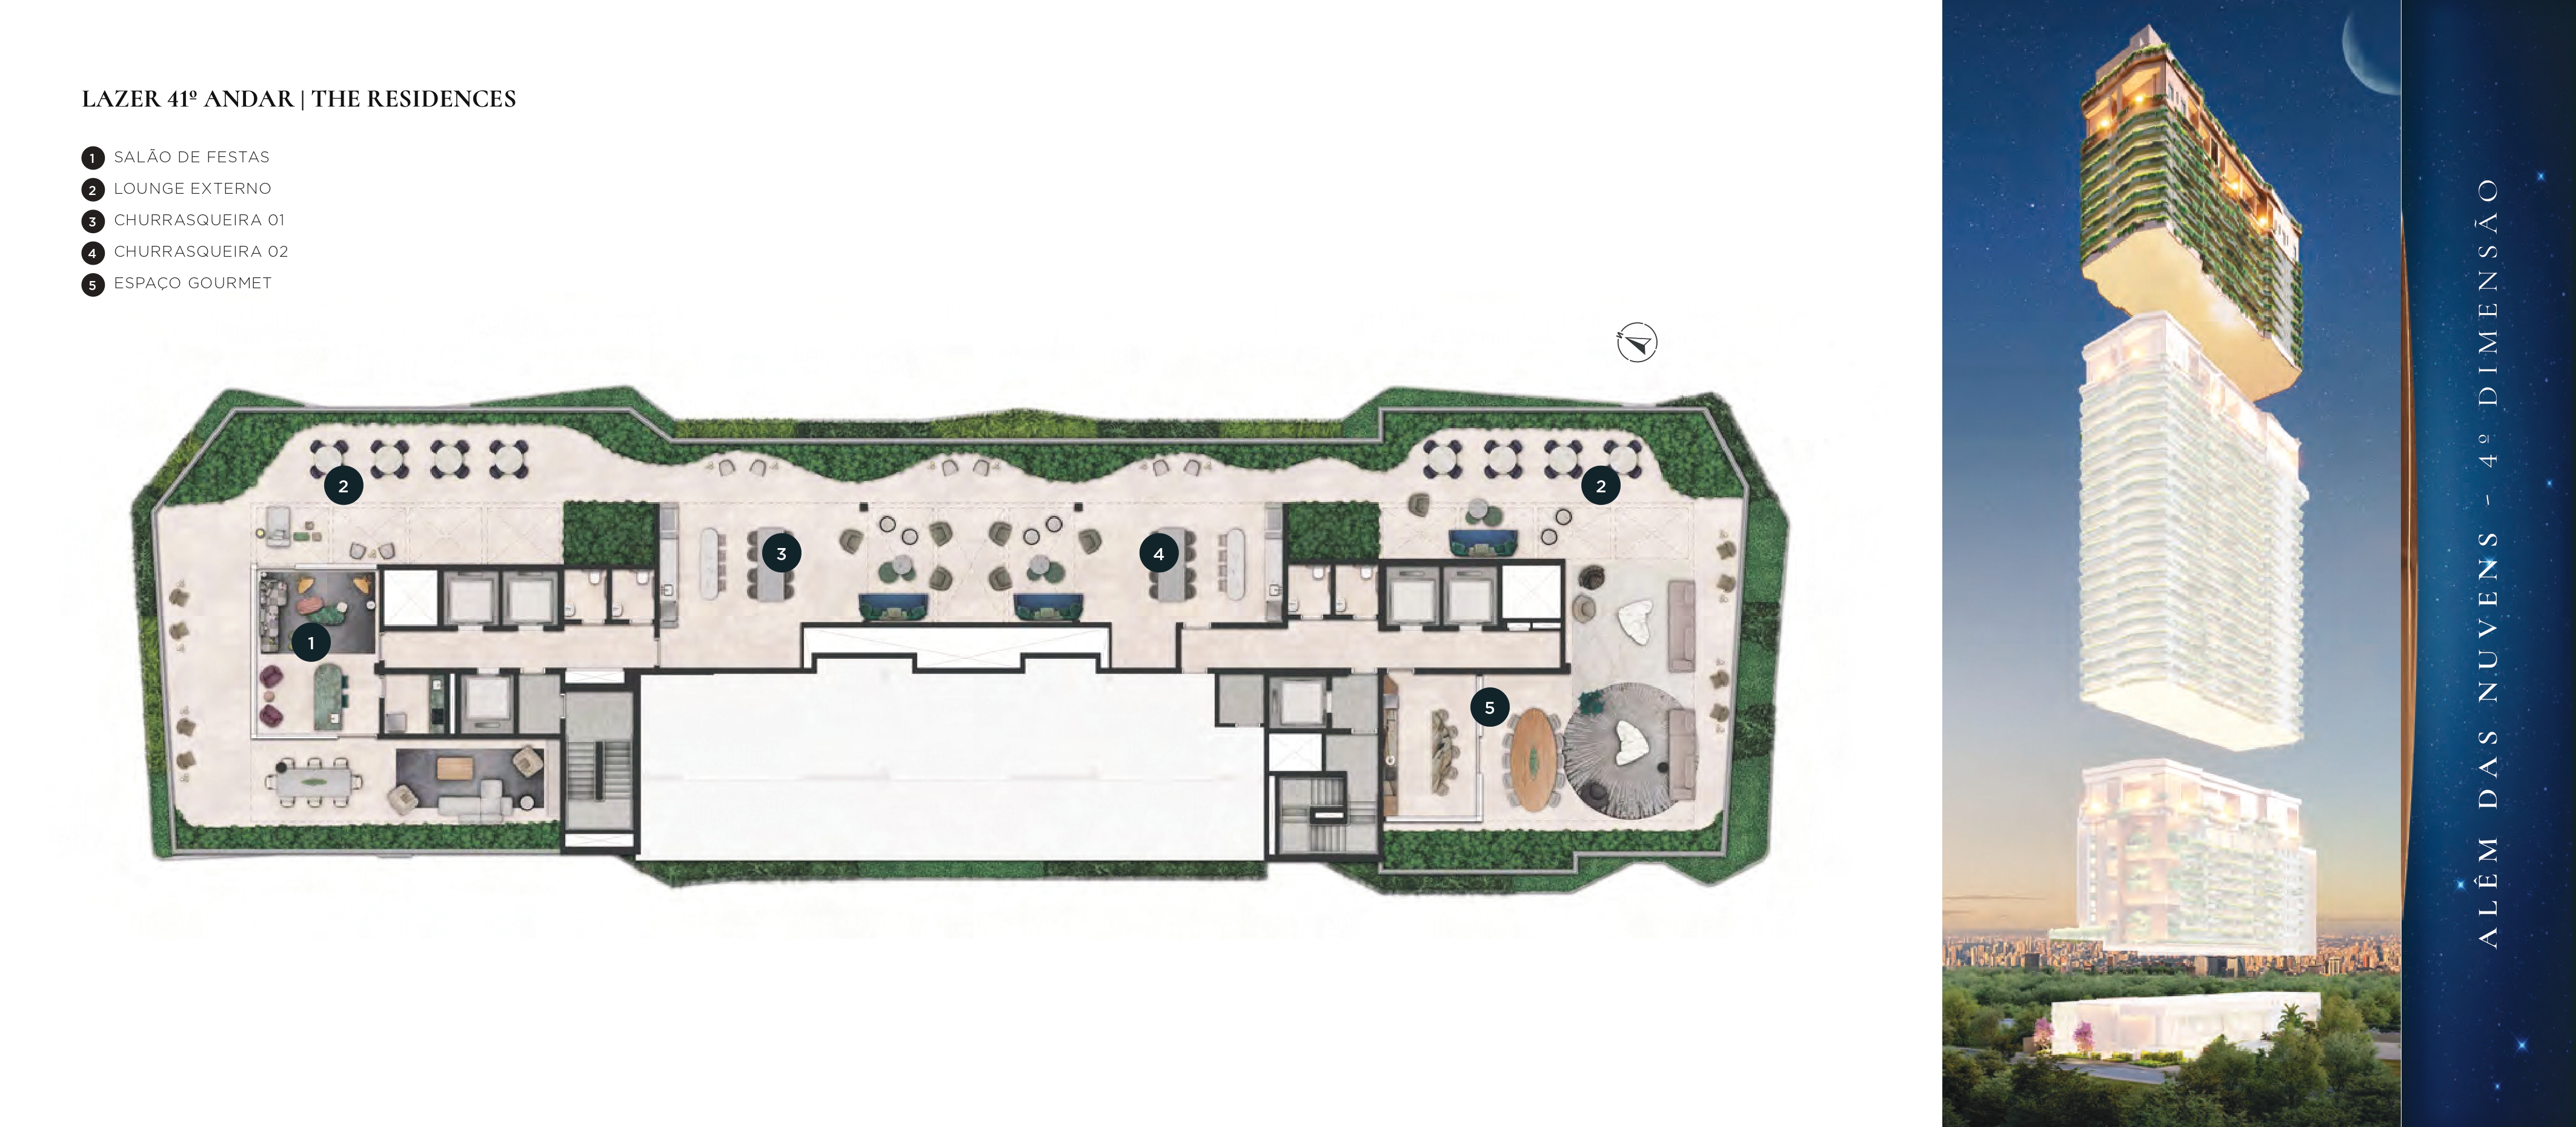 LAZER 41º ANDAR | THE RESIDENCES
1 SALÃO DE FESTAS
2 LOUNGE EXTERNO
3 CHURRASQUEIRA 01
4 CHURRASQUEIRA 02
5 ESPAÇO GOURMET
N
2
2
3
4
1
5
ALÉM DAS NUVENS - 4º DIMENSÃO